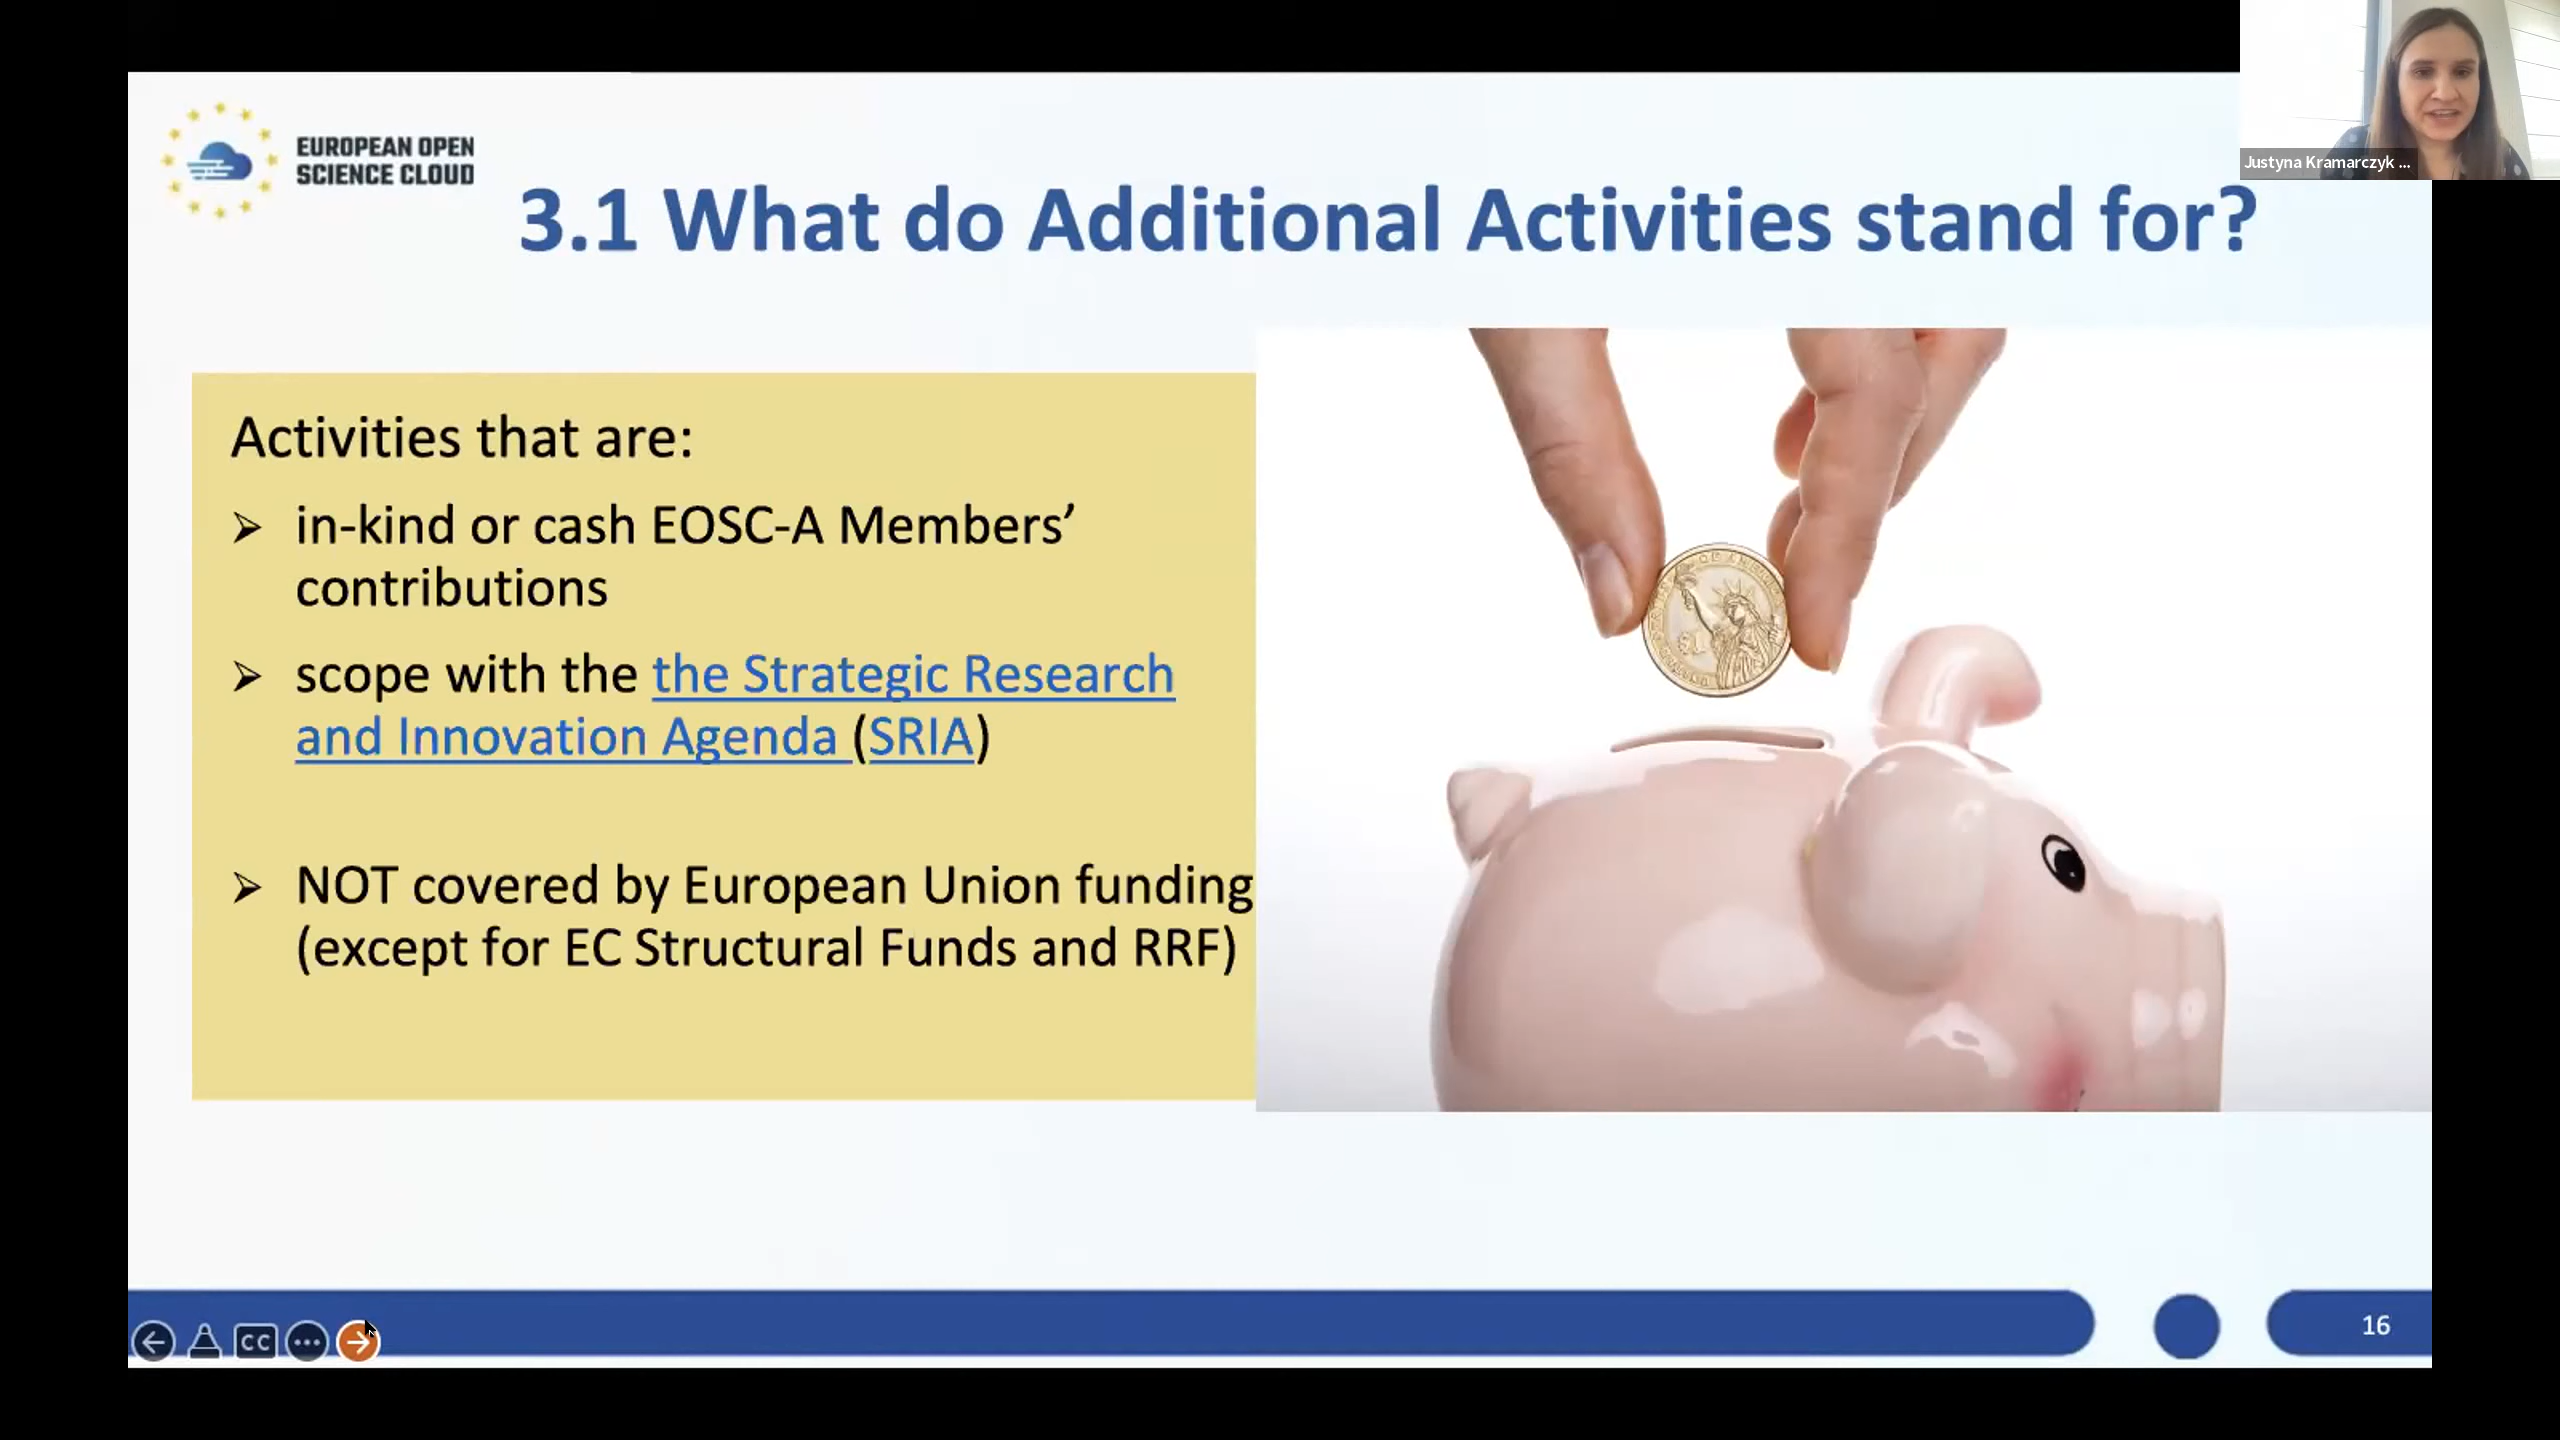 Justyna Kramarczyk ...
EUROPEAN OPEN
SCIENCE CLOUD
3.1 What do Additional Activities stand for?
Activities that are:
➢ in-kind or cash EOSC-A Members’
contributions
➢ scope with the the Strategic Research
and Innovation Agenda (SRIA)
➢ NOT covered by European Union funding
(except for EC Structural Funds and RRF)
$1
CC
16